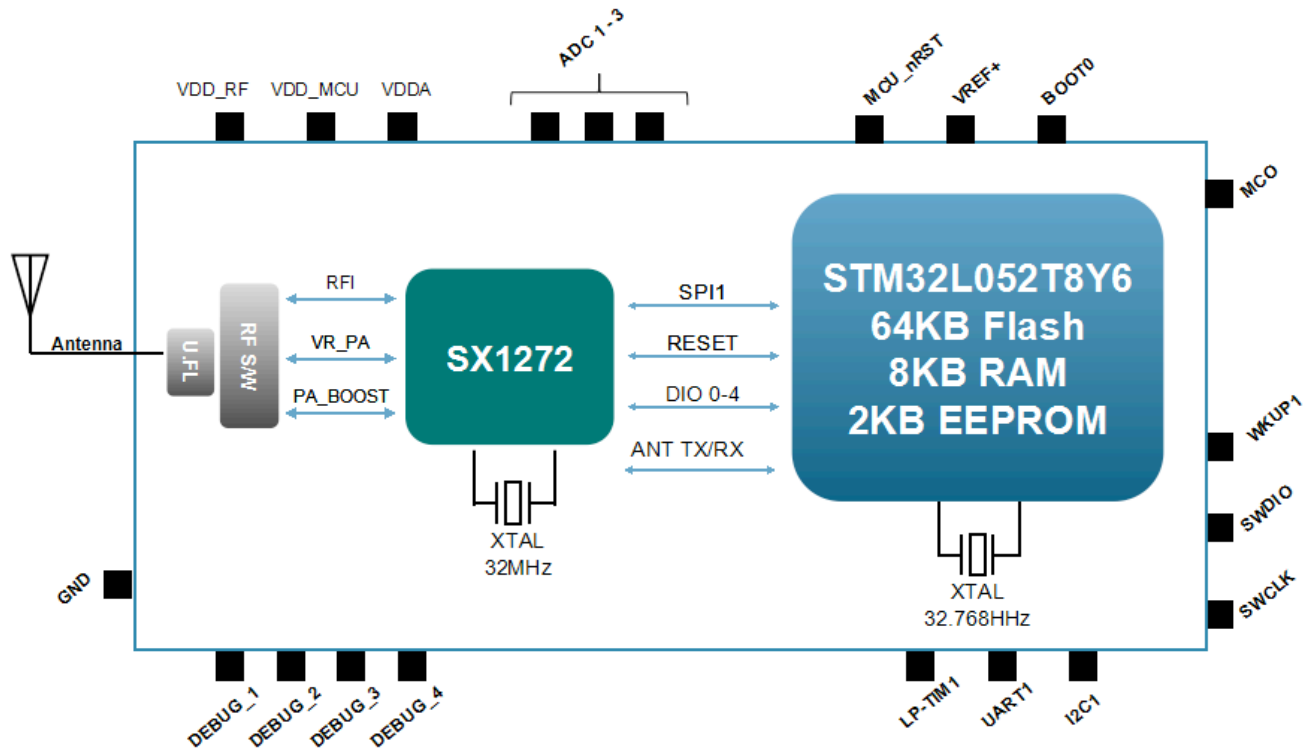 ADC 1 - 3
MCU_nRST
VREF+
BOOT0
VDD_RF
VDD_MCU
VDDA
MCO
Antenna
U.FL
RF S/W
RFI
VR_PA
PA_BOOST
SX1272
SPI1
RESET
DIO 0-4
ANT TX/RX
STM32L052T8Y6
64KB Flash
8KB RAM
2KB EEPROM
WKUP1
SWDIO
SWCLK
XTAL
32MHz
XTAL
32.768HHz
GND
DEBUG_1
DEBUG_2
DEBUG_3
DEBUG_4
LP-TIM1
UART1
I2C1